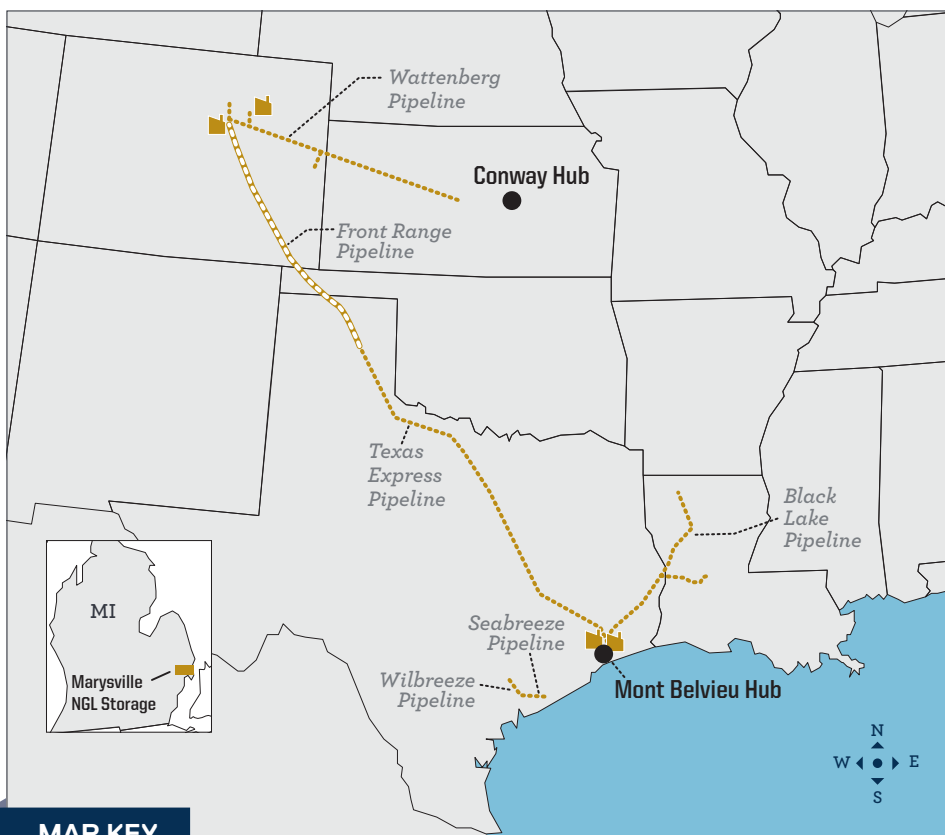 Wattenberg
Pipeline
Conway Hub
Front Range
Pipeline
Texas
Express
Pipeline
Black
Lake
Pipeline
MI
Marysville
NGL Storage
Seabreeze
Pipeline
Wilbreeze
Pipeline
Mont Belvieu Hub
N
W E
S
MAP KEY